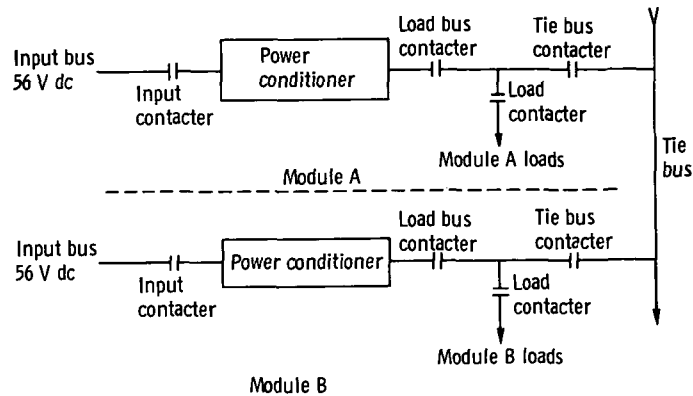 Load bus
contacter
Tie bus
contacter
Input bus
56 V dc
Power
conditioner
Input
contacter
Load
contacter
Module A loads
Tie
bus
Module A
Load bus
contacter
Tie bus
contacter
Input bus
56 V dc
Power conditioner
Input
contacter
Load
contacter
Module B loads
Module B